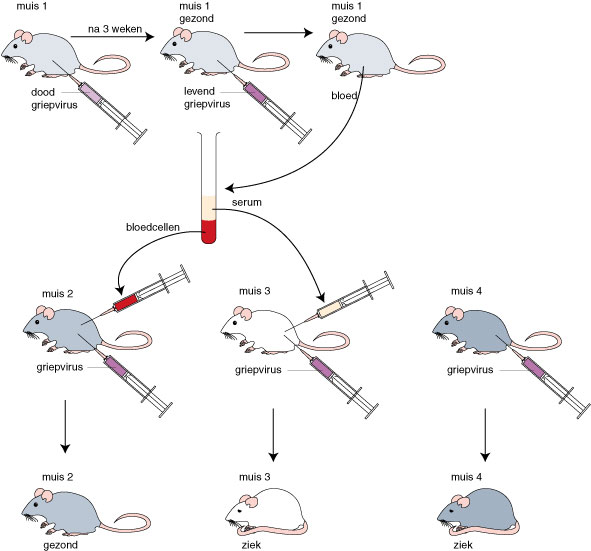 muis 1
na 3 weken
muis 1
gezond
muis 1
gezond
dood
griepvirus
levend
griepvirus
bloed
serum
bloedcellen
muis 2
muis 3
muis 4
griepvirus
griepvirus
griepvirus
muis 2
muis 3
muis 4
gezond
ziek
ziek